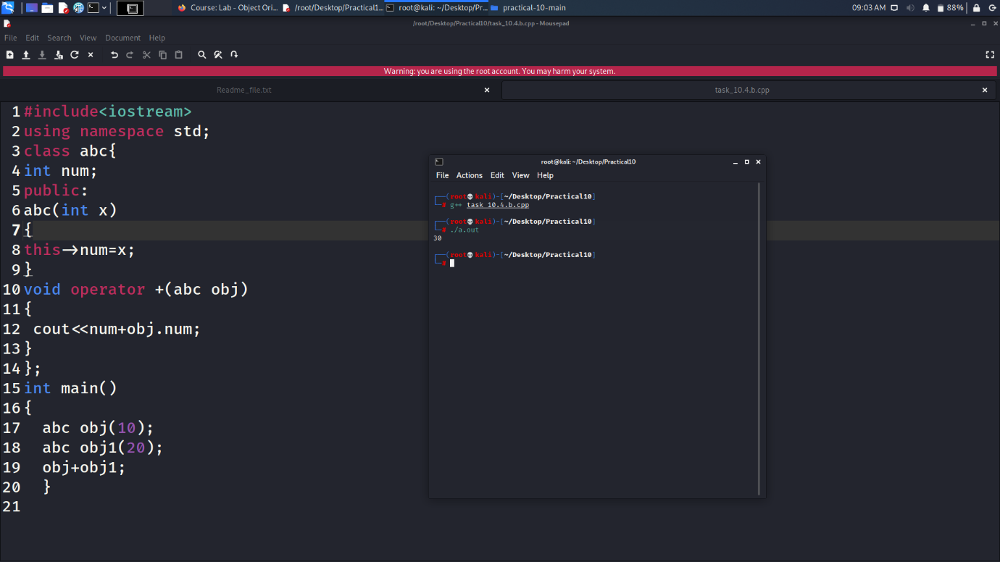 Course: Lab - Object Ori...
/root/Desktop/Practical1...
root@kali: ~/Desktop/Pr...
practical-10-main
09:03 AM
88%
/root/Desktop/Practical10/task_10.4.b.cpp - Mousepad
File Edit Search View Document Help
Warning: you are using the root account. You may harm your system.
Readme_file.txt
task_10.4.b.cpp
1 #include<iostream>
2 using namespace std;
3 class abc{
4 int num;
5 public:
6 abc(int x)
7 {
8 this->num=x;
9 }
10 void operator +(abc obj)
11 {
12  cout<<num+obj.num;
13 }
14 };
15 int main()
16 {
17   abc obj(10);
18   abc obj1(20);
19   obj+obj1;
20   }
21
root@kali: ~/Desktop/Practical10
File Actions Edit View Help
┌──(root💀kali)-[~/Desktop/Practical10]
└─# g++ task_10.4.b.cpp
┌──(root💀kali)-[~/Desktop/Practical10]
└─# ./a.out
30
┌──(root💀kali)-[~/Desktop/Practical10]
└─#